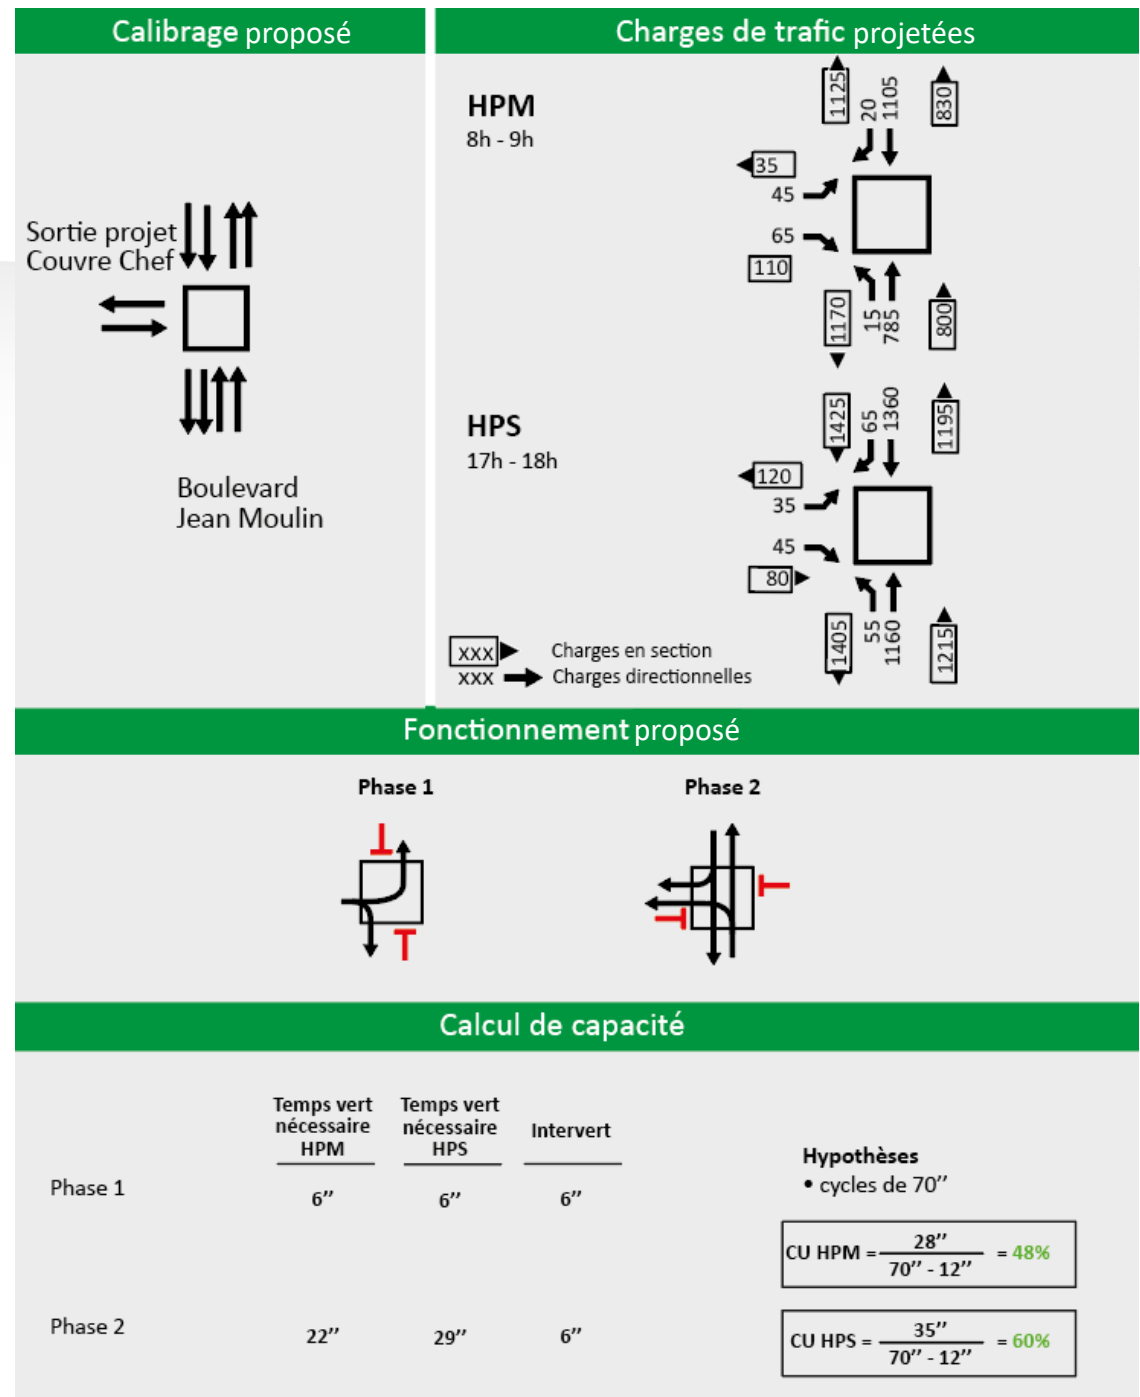 Calibrage proposé
Sortie projet
Couvre Chef
Boulevard
Jean Moulin
Charges de trafic projetées
HPM
8h - 9h
1125
20
1105
830
35
45
65
110
1170
15
785
800
HPS
17h - 18h
1425
65
1360
1195
120
35
45
80
1405
55
1160
1215
xxx Charges en section
xxx Charges directionnelles
Fonctionnement proposé
Phase 1 Phase 2
Calcul de capacité
Temps vert Temps vert
nécessaire nécessaire Intervert
HPM HPS
Phase 1 6’’ 6’’ 6’’
Phase 2 22’’ 29’’ 6’’
Hypothèses
• cycles de 70’’
28’’
CU HPM = = 48%
70’’ - 12’’
35’’
CU HPS = = 60%
70’’ - 12’’